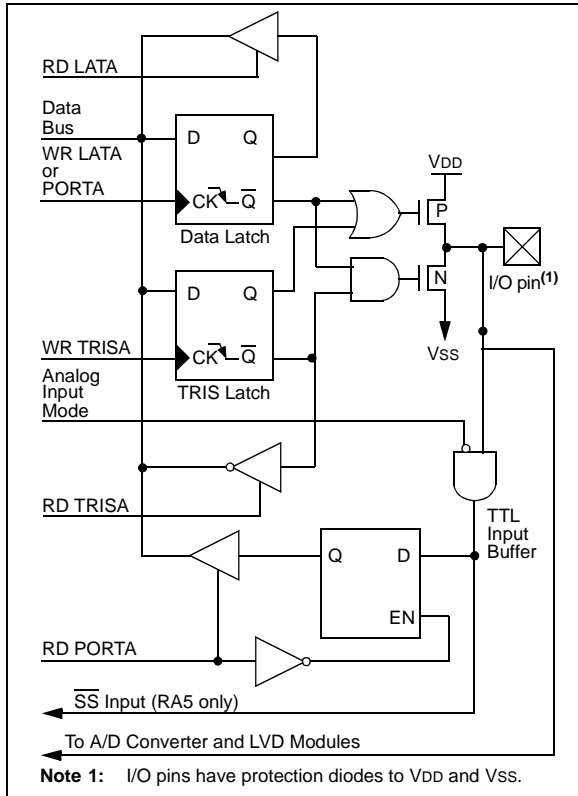 RD LATA
Data
Bus
D Q
WR LATA
or
PORTA
CK Q̅
Data Latch
VDD
P
I/O pin(1)
N
VSS
D Q
WR TRISA
CK Q̅
TRIS Latch
Analog
Input
Mode
RD TRISA
TTL
Input
Buffer
Q D
EN
RD PORTA
S̅S̅ Input (RA5 only)
To A/D Converter and LVD Modules
Note 1: I/O pins have protection diodes to VDD and VSS.